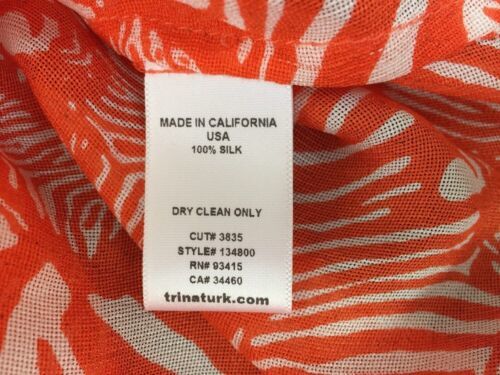 MADE IN CALIFORNIA
USA
100% SILK
DRY CLEAN ONLY
CUT# 3835
STYLE# 134800
RN# 93415
CA# 34460
trinaturk.com